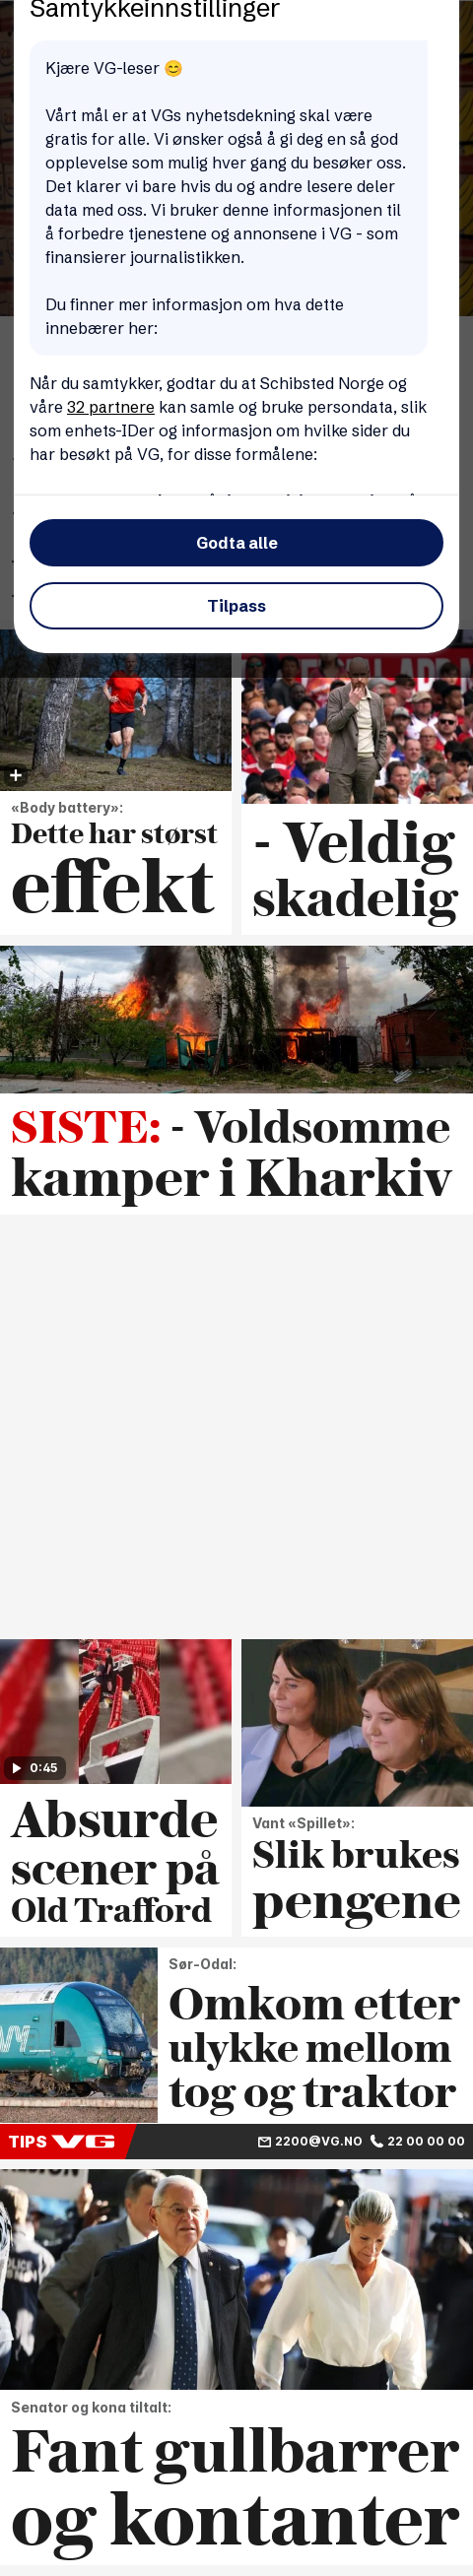 Samtykkeinnstillinger
Kjære VG-leser 😊
Vårt mål er at VGs nyhetsdekning skal være
gratis for alle. Vi ønsker også å gi deg en så god
opplevelse som mulig hver gang du besøker oss.
Det klarer vi bare hvis du og andre lesere deler
data med oss. Vi bruker denne informasjonen til
å forbedre tjenestene og annonsene i VG - som
finansierer journalistikken.
Du finner mer informasjon om hva dette
innebærer her:
Når du samtykker, godtar du at Schibsted Norge og
våre 32 partnere kan samle og bruke persondata, slik
som enhets-IDer og informasjon om hvilke sider du
har besøkt på VG, for disse formålene:
Godta alle
Tilpass
«Body battery»:
Dette har størst
effekt
- Veldig
skadelig
SISTE: - Voldsomme
kamper i Kharkiv
0:45
Absurde
scener på
Old Trafford
Vant «Spillet»:
Slik brukes
pengene
Sør-Odal:
Omkom etter
ulykke mellom
tog og traktor
TIPS VG 2200@VG.NO 22 00 00 00
Senator og kona tiltalt:
Fant gullbarrer
og kontanter